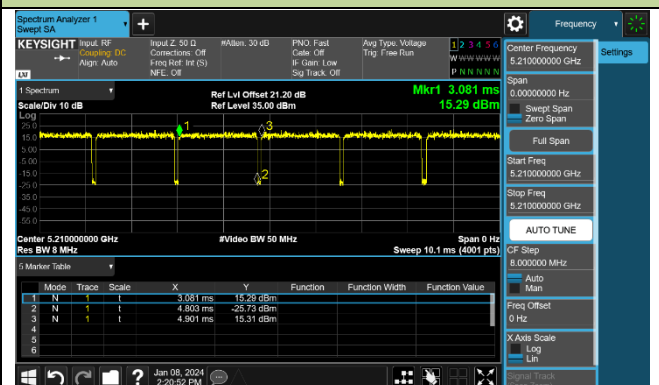 Spectrum Analyzer 1
Swept SA
+
Frequency
KEYSIGHT
Input: RF
Coupling: DC
Align: Auto
Input Z: 50 Ω
Corrections: Off
Freq Ref: Int (S)
NFE: Off
#Atten: 30 dB
PNO: Fast
Gate: Off
IF Gain: Low
Sig Track: Off
Avg Type: Voltage
Trig: Free Run
1 2 3 4 5 6
W W W W W W
P N N N N N
LXI
1 Spectrum
Scale/Div 10 dB
Ref Lvl Offset 21.20 dB
Ref Level 35.00 dBm
Mkr1 3.081 ms
15.29 dBm
Log
25.0
15.0
5.00
-5.00
-15.0
-25.0
-35.0
-45.0
-55.0
1
3
2
Center 5.210000000 GHz
Res BW 8 MHz
#Video BW 50 MHz
Span 0 Hz
Sweep 10.1 ms (4001 pts)
5 Marker Table
Mode Trace Scale X Y Function Function Width Function Value
1 N 1 t 3.081 ms 15.29 dBm
2 N 1 t 4.803 ms -25.73 dBm
3 N 1 t 4.901 ms 15.31 dBm
4
5
6
Jan 08, 2024
2:20:52 PM
Center Frequency
5.210000000 GHz
Settings
Span
0.00000000 Hz
Swept Span
Zero Span
Full Span
Start Freq
5.210000000 GHz
Stop Freq
5.210000000 GHz
AUTO TUNE
CF Step
8.000000 MHz
Auto
Man
Freq Offset
0 Hz
X Axis Scale
Log
Lin
Signal Track